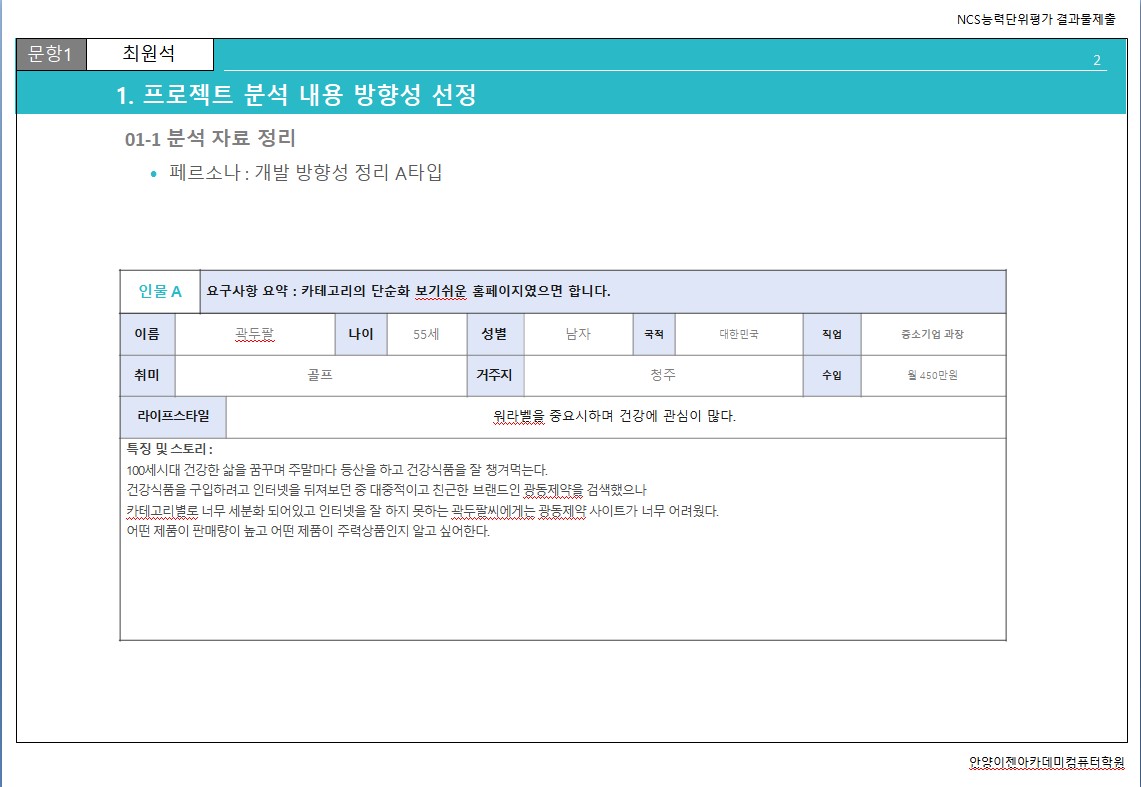 NCS능력단위평가 결과물제출
문항1 최원석
2
1. 프로젝트 분석 내용 방향성 선정
01-1 분석 자료 정리
• 페르소나 : 개발 방향성 정리 A타입
인물 A 요구사항 요약 : 카테고리의 단순화 보기쉬운 홈페이지였으면 합니다.
이름 곽두팔 나이 55세 성별 남자 국적 대한민국 직업 중소기업 과장
취미 골프 거주지 청주 수입 월 450만원
라이프스타일 워라벨을 중요시하며 건강에 관심이 많다.
특징 및 스토리 :
100세시대 건강한 삶을 꿈꾸며 주말마다 등산을 하고 건강식품을 잘 챙겨먹는다.
건강식품을 구입하려고 인터넷을 뒤져보던 중 대중적이고 친근한 브랜드인 광동제약을 검색했으나
카테고리별로 너무 세분화 되어있고 인터넷을 잘 하지 못하는 곽두팔씨에게는 광동제약 사이트가 너무 어려웠다.
어떤 제품이 판매량이 높고 어떤 제품이 주력상품인지 알고 싶어한다.
안양이젠아카데미컴퓨터학원